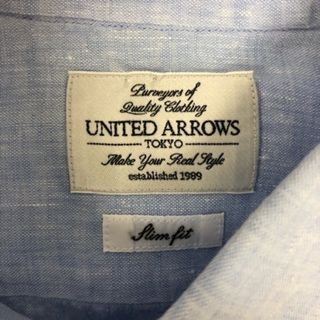 Purveyors of
Quality Clothing
UNITED ARROWS
TOKYO
Make Your Real Style
established 1989
Slim fit